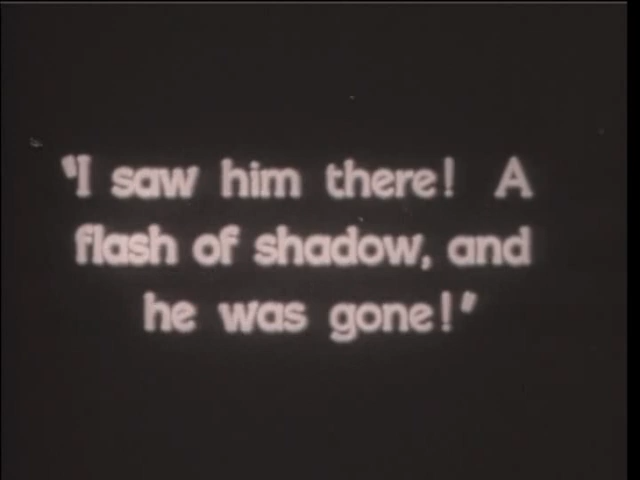 "I saw him there! A
flash of shadow, and
he was gone!"